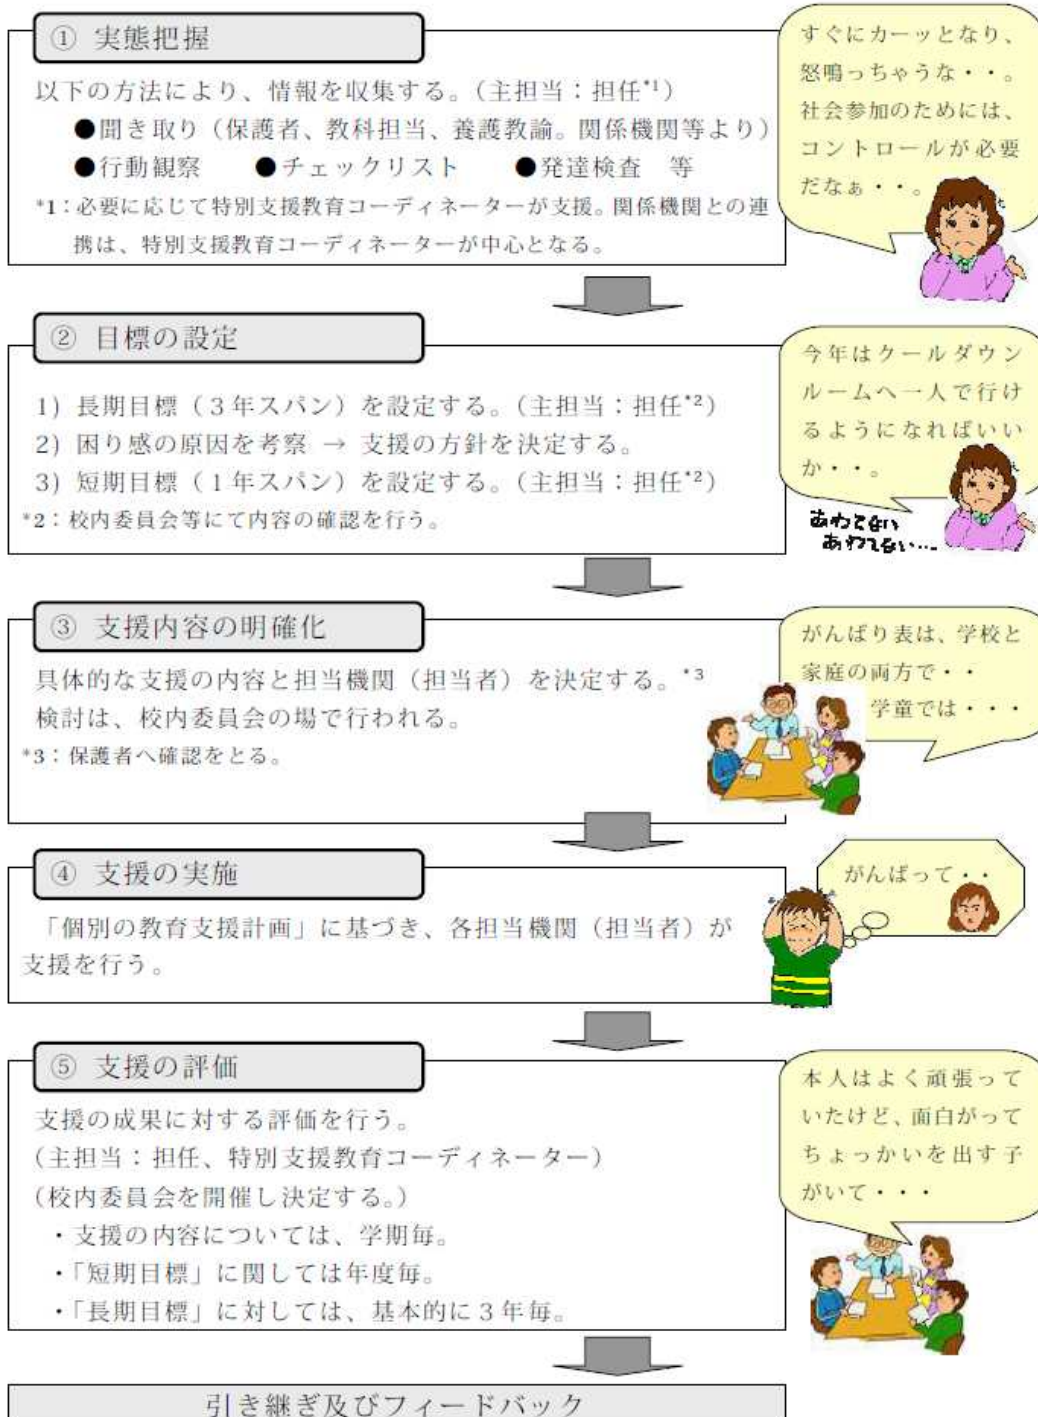 ① 実態把握
以下の方法により、情報を収集する。（主担当：担任*1）
●聞き取り（保護者、教科担当、養護教諭。関係機関等より）
●行動観察　●チェックリスト　●発達検査　等
*1：必要に応じて特別支援教育コーディネーターが支援。関係機関との連
携は、特別支援教育コーディネーターが中心となる。
すぐにカーッとなり、
怒鳴っちゃうな・・。
社会参加のためには、
コントロールが必要
だなぁ・・。
② 目標の設定
1) 長期目標（３年スパン）を設定する。（主担当：担任*2）
2) 困り感の原因を考察 → 支援の方針を決定する。
3) 短期目標（１年スパン）を設定する。（主担当：担任*2）
*2：校内委員会等にて内容の確認を行う。
今年はクールダウン
ルームへ一人で行け
るようになればいい
か・・。
あわてない
あわてない…
③ 支援内容の明確化
具体的な支援の内容と担当機関（担当者）を決定する。*3
検討は、校内委員会の場で行われる。
*3：保護者へ確認をとる。
がんばり表は、学校と
家庭の両方で・・
学童では・・・
④ 支援の実施
「個別の教育支援計画」に基づき、各担当機関（担当者）が
支援を行う。
がんばって・・
⑤ 支援の評価
支援の成果に対する評価を行う。
（主担当：担任、特別支援教育コーディネーター）
（校内委員会を開催し決定する。）
・支援の内容については、学期毎。
・「短期目標」に関しては年度毎。
・「長期目標」に対しては、基本的に３年毎。
本人はよく頑張って
いたけど、面白がって
ちょっかいを出す子
がいて・・・
引き継ぎ及びフィードバック